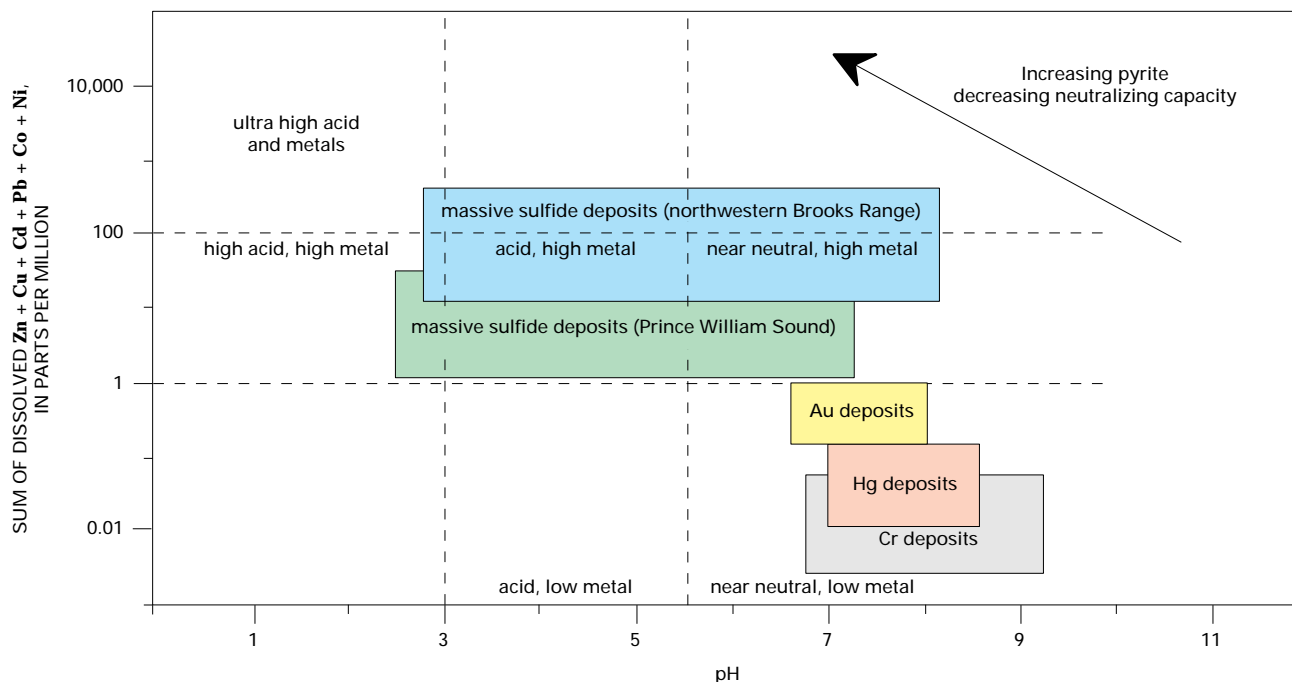 SUM OF DISSOLVED Zn + Cu + Cd + Pb + Co + Ni,
IN PARTS PER MILLION
10,000
100
1
0.01
Increasing pyrite
decreasing neutralizing capacity
ultra high acid
and metals
massive sulfide deposits (northwestern Brooks Range)
high acid, high metal
acid, high metal
near neutral, high metal
massive sulfide deposits (Prince William Sound)
Au deposits
Hg deposits
Cr deposits
acid, low metal
near neutral, low metal
1
3
5
7
9
11
pH